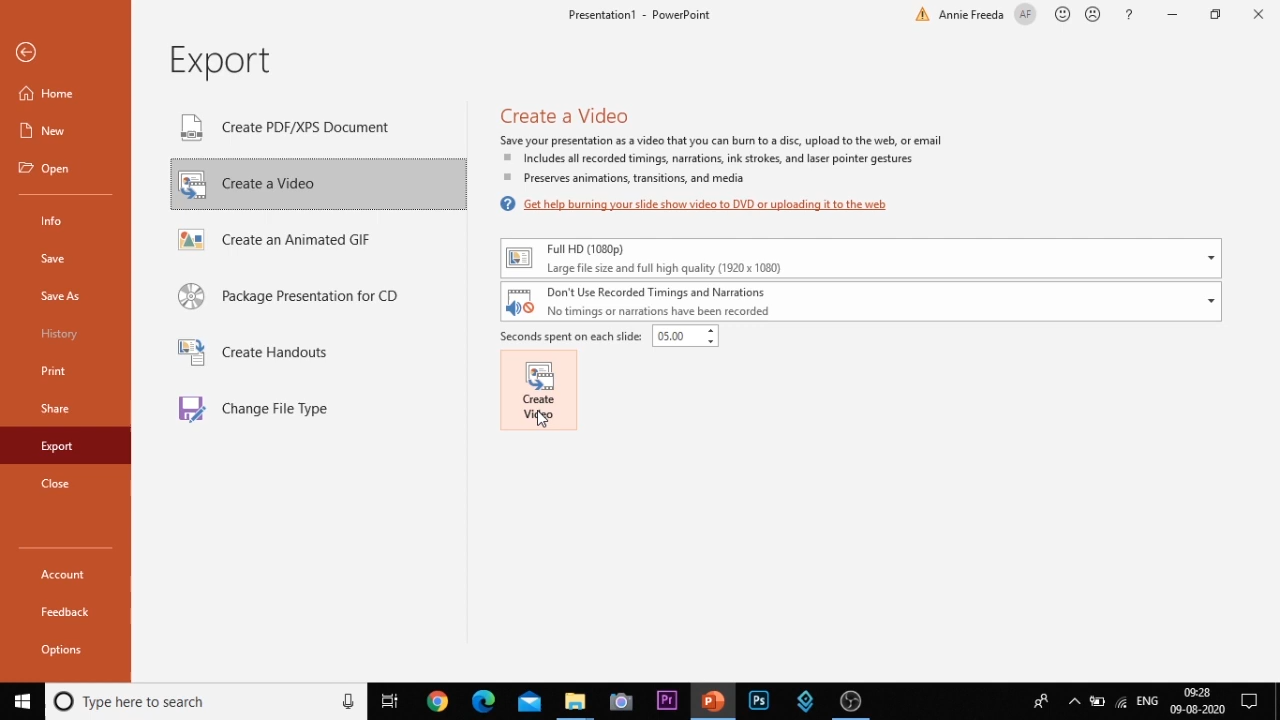 Presentation1 - PowerPoint
Annie Freeda
AF
?
Export
Home
New
Open
Info
Save
Save As
History
Print
Share
Export
Close
Account
Feedback
Options
Create PDF/XPS Document
Create a Video
Create an Animated GIF
Package Presentation for CD
Create Handouts
Change File Type
Create a Video
Save your presentation as a video that you can burn to a disc, upload to the web, or email
Includes all recorded timings, narrations, ink strokes, and laser pointer gestures
Preserves animations, transitions, and media
? Get help burning your slide show video to DVD or uploading it to the web
Full HD (1080p)
Large file size and full high quality (1920 x 1080)
Don't Use Recorded Timings and Narrations
No timings or narrations have been recorded
Seconds spent on each slide: 05.00
Create
Video
Type here to search
Pr
P
Ps
ENG
09:28
09-08-2020